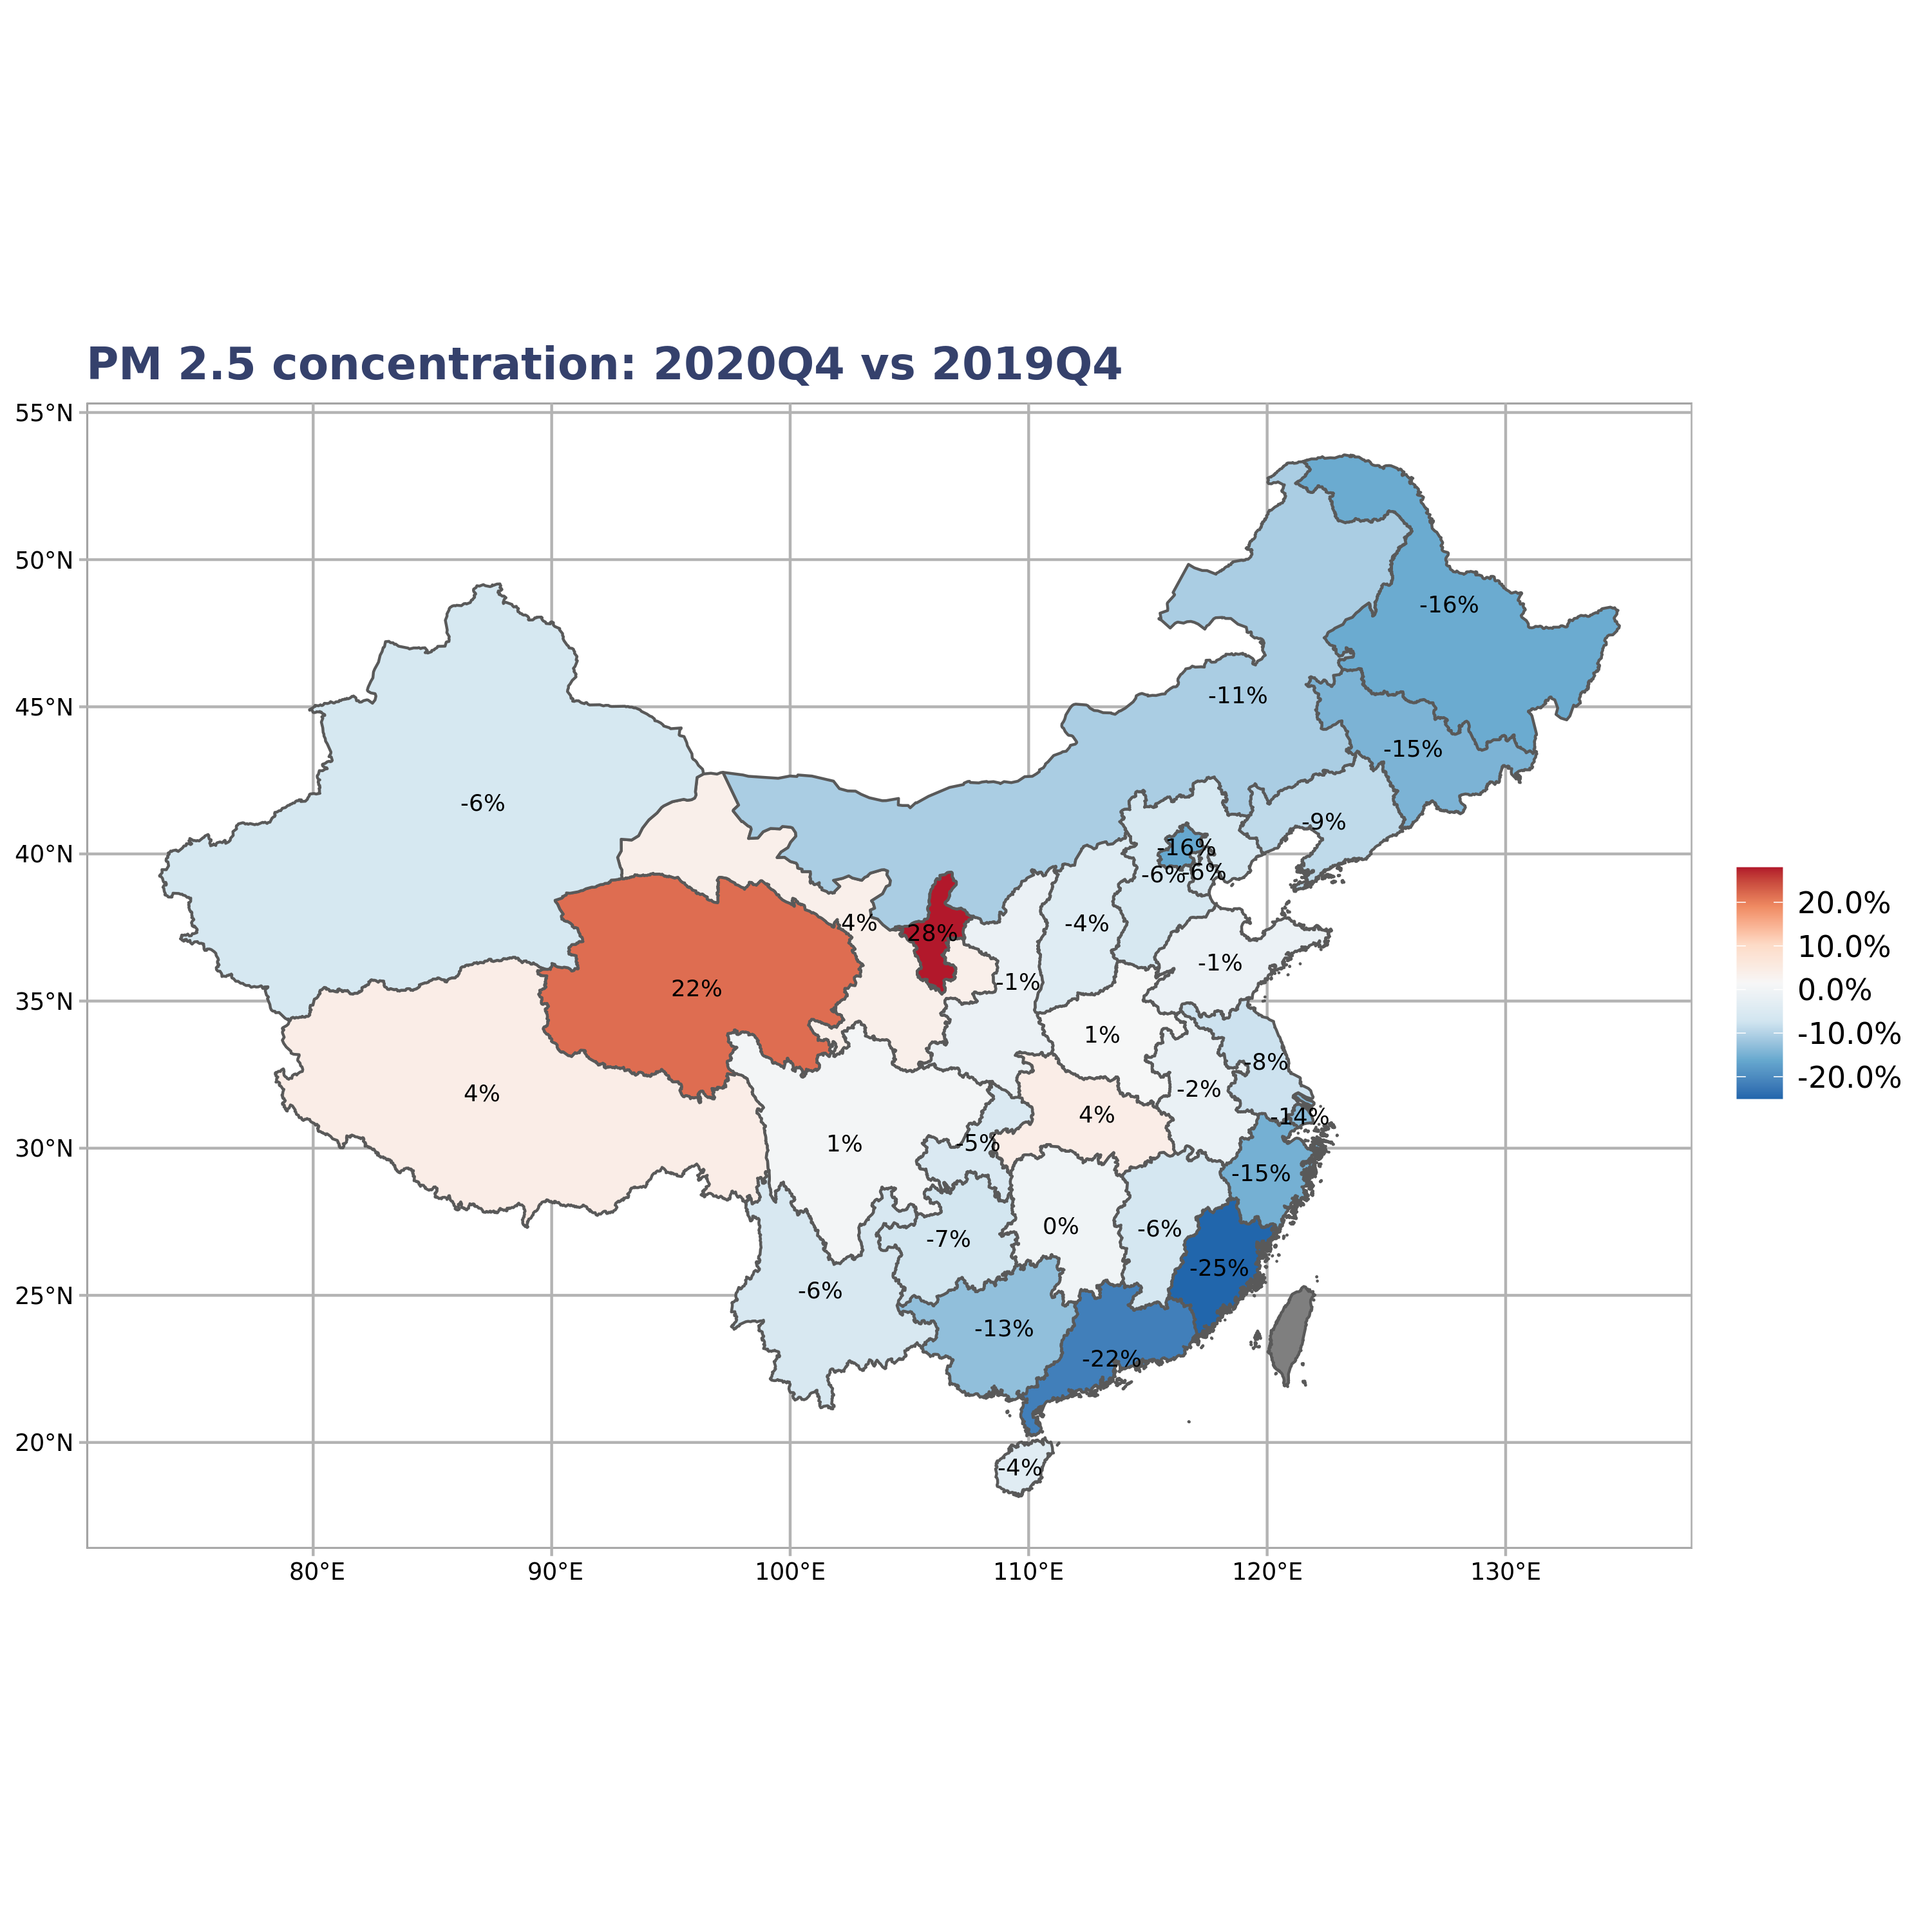 PM 2.5 concentration: 2020Q4 vs 2019Q4
55°N
50°N
45°N
40°N
35°N
30°N
25°N
20°N
-16%
-11%
-15%
-6%
-9%
-16%
-6%
-6%
4%
28%
-4%
-1%
22%
-1%
1%
-8%
4%
-2%
4%
-14%
1%
-5%
-15%
0%
-6%
-7%
-25%
-6%
-13%
-22%
-4%
80°E
90°E
100°E
110°E
120°E
130°E
20.0%
10.0%
0.0%
-10.0%
-20.0%